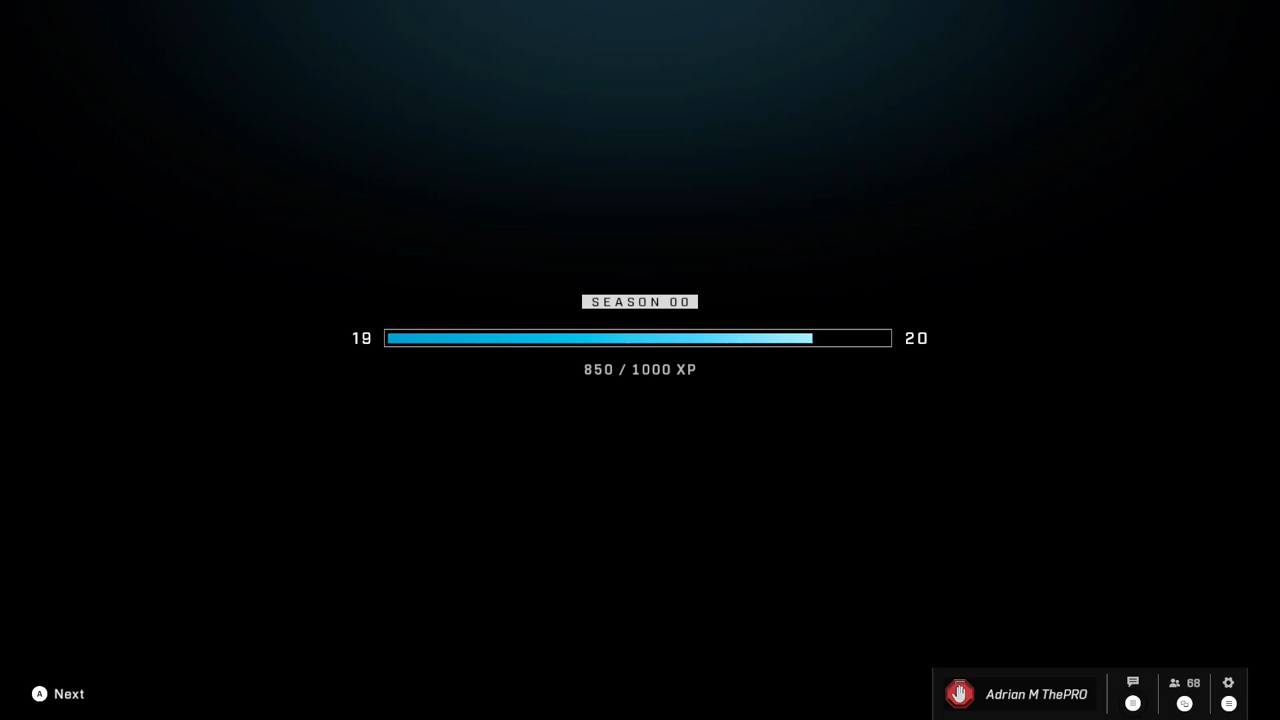 SEASON 00
19
20
850 / 1000 XP
A Next
Adrian M ThePRO
68